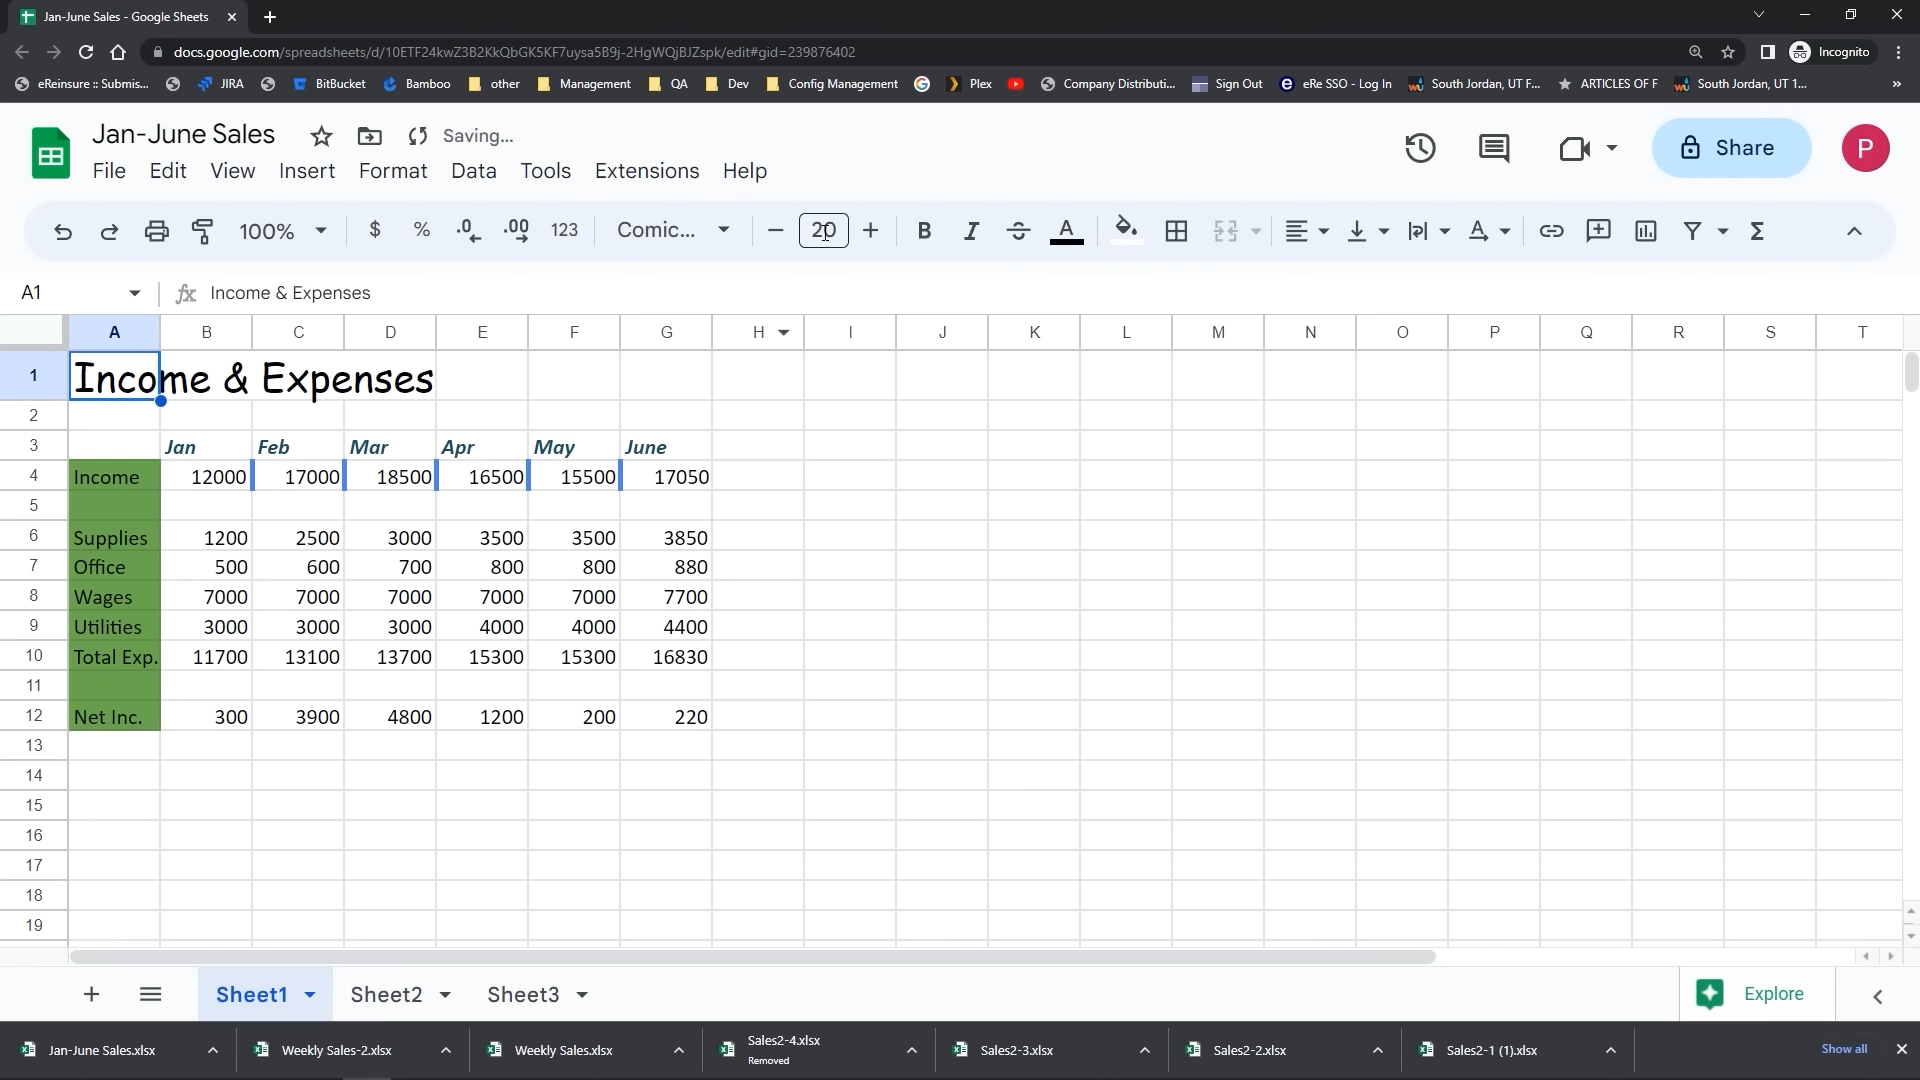 Jan-June Sales - Google Sheets
docs.google.com/spreadsheets/d/10ETF24kwZ3B2KkQbGK5KF7uysa5B9j-2HgWQjBJZspk/edit#gid=239876402
Incognito
eReinsure :: Submis... JIRA BitBucket Bamboo other Management QA Dev Config Management Plex Company Distributi... Sign Out eRe SSO - Log In South Jordan, UT F... ARTICLES OF F South Jordan, UT 1... »
Jan-June Sales Saving...
File Edit View Insert Format Data Tools Extensions Help
Share P
100% $ % .0 .00 123 Comic... 20 B I A A Σ
A1 fx Income & Expenses
A B C D E F G H I J K L M N O P Q R S T
1 Income & Expenses
2
3 Jan Feb Mar Apr May June
4 Income 12000 17000 18500 16500 15500 17050
5
6 Supplies 1200 2500 3000 3500 3500 3850
7 Office 500 600 700 800 800 880
8 Wages 7000 7000 7000 7000 7000 7700
9 Utilities 3000 3000 3000 4000 4000 4400
10 Total Exp. 11700 13100 13700 15300 15300 16830
11
12 Net Inc. 300 3900 4800 1200 200 220
13
14
15
16
17
18
19
Sheet1 Sheet2 Sheet3 Explore
Jan-June Sales.xlsx Weekly Sales-2.xlsx Weekly Sales.xlsx Sales2-4.xlsx Removed Sales2-3.xlsx Sales2-2.xlsx Sales2-1 (1).xlsx Show all